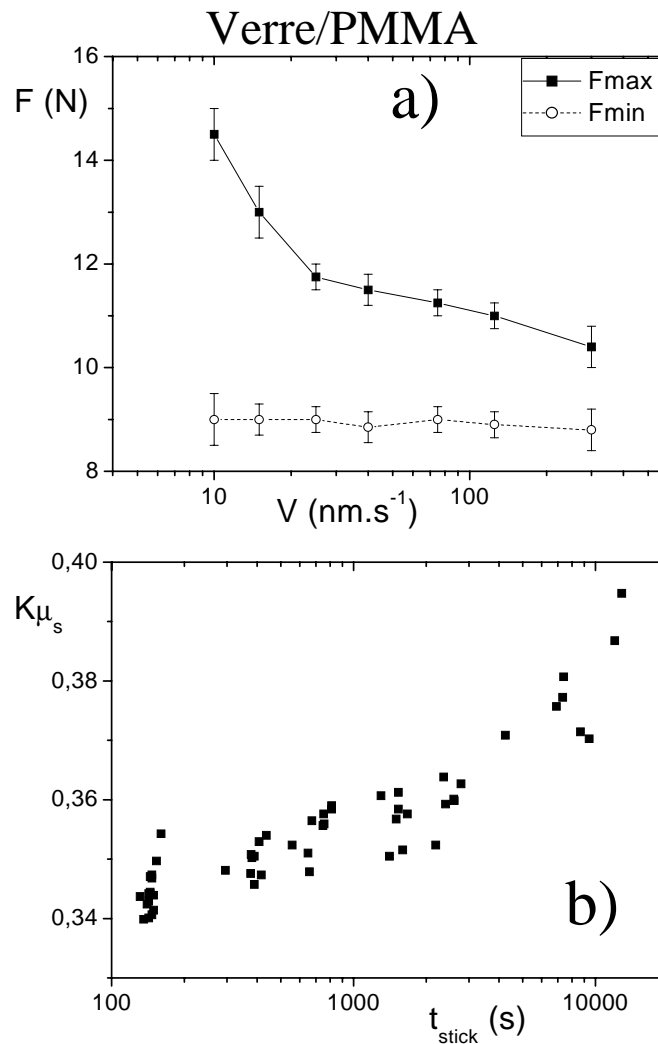 Verre/PMMA
16
F (N)
a)
Fmax
Fmin
14
12
10
8
10
100
V (nm.s⁻¹)
0,40
Kμₛ
0,38
0,36
0,34
b)
100
1000
10000
t_stick (s)